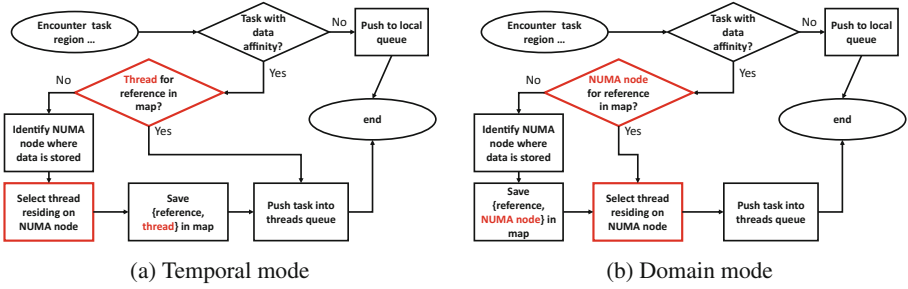 Encounter task
region ...
Task with
data
affinity?
No
Push to local
queue
Yes
Thread for
reference in
map?
No
Yes
Identify NUMA
node where
data is stored
end
Select thread
residing on
NUMA node
Save
{reference,
thread} in map
Push task into
threads queue
(a) Temporal mode
Encounter task
region ...
Task with
data
affinity?
No
Push to local
queue
Yes
NUMA node
for reference
in map?
No
Yes
Identify NUMA
node where
data is stored
end
Save
{reference,
NUMA node} in
map
Select thread
residing on
NUMA node
Push task into
threads queue
(b) Domain mode